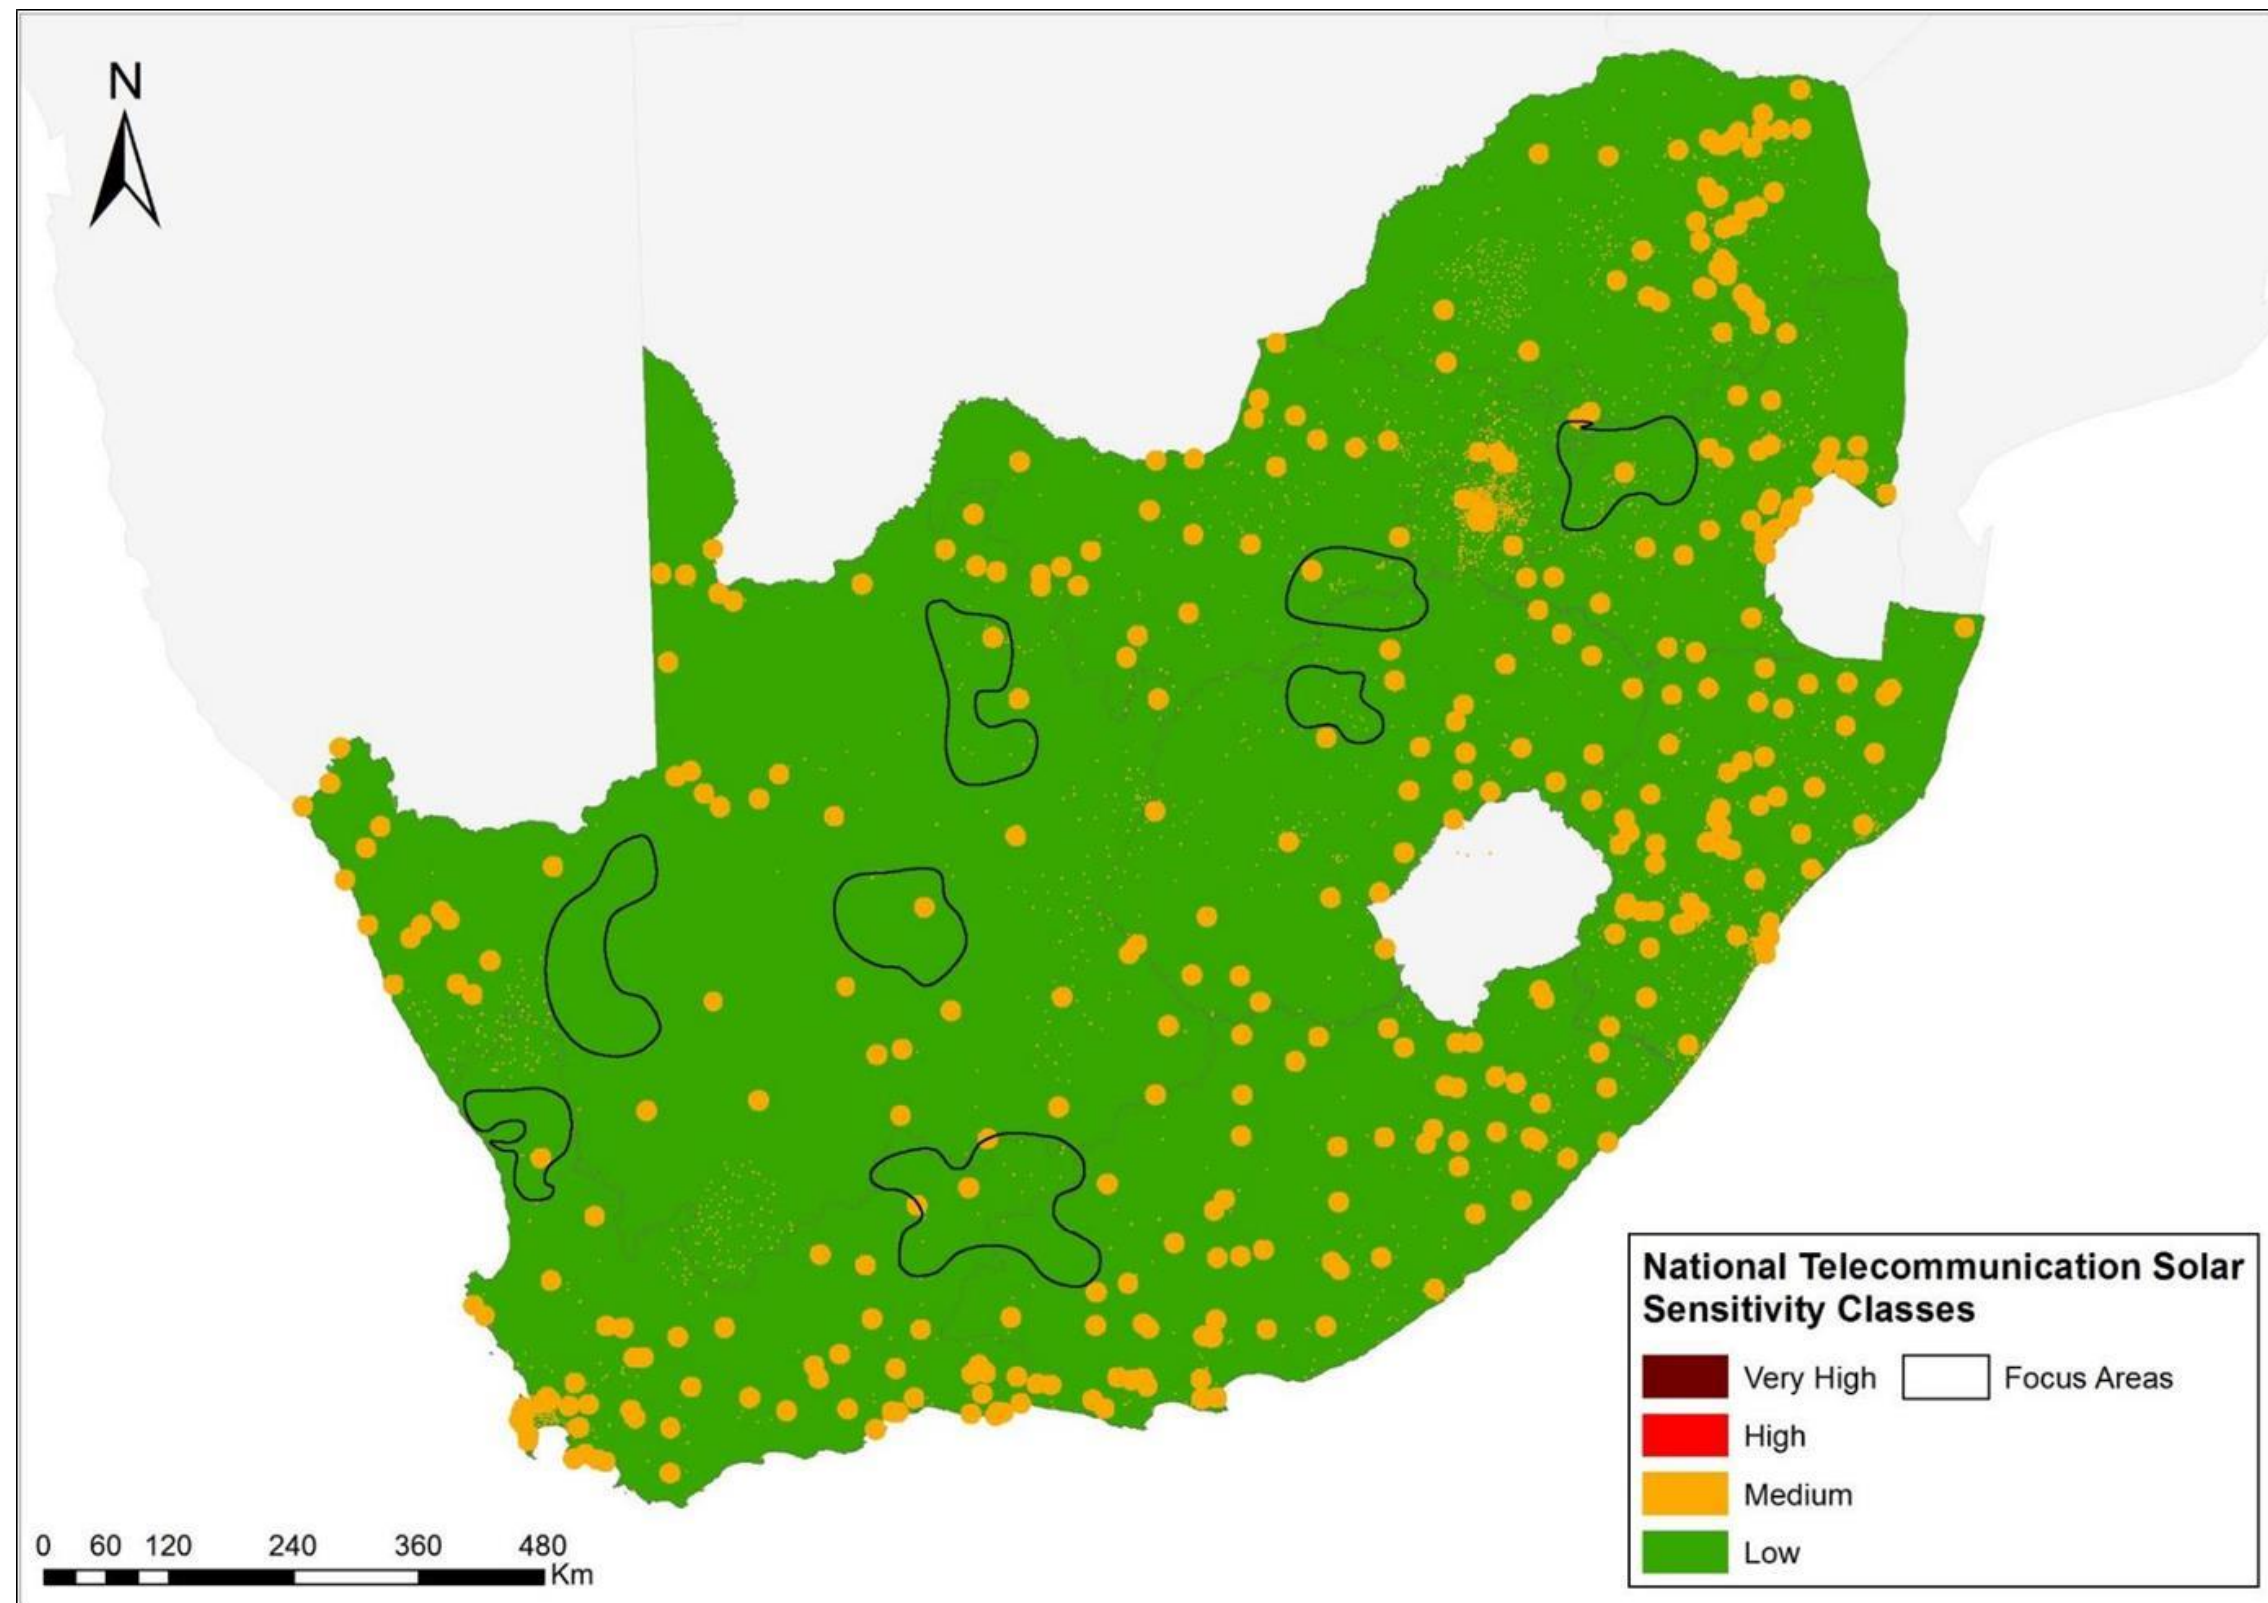 N
National Telecommunication Solar
Sensitivity Classes
Very High
Focus Areas
High
Medium
Low
0 60 120 240 360 480
Km